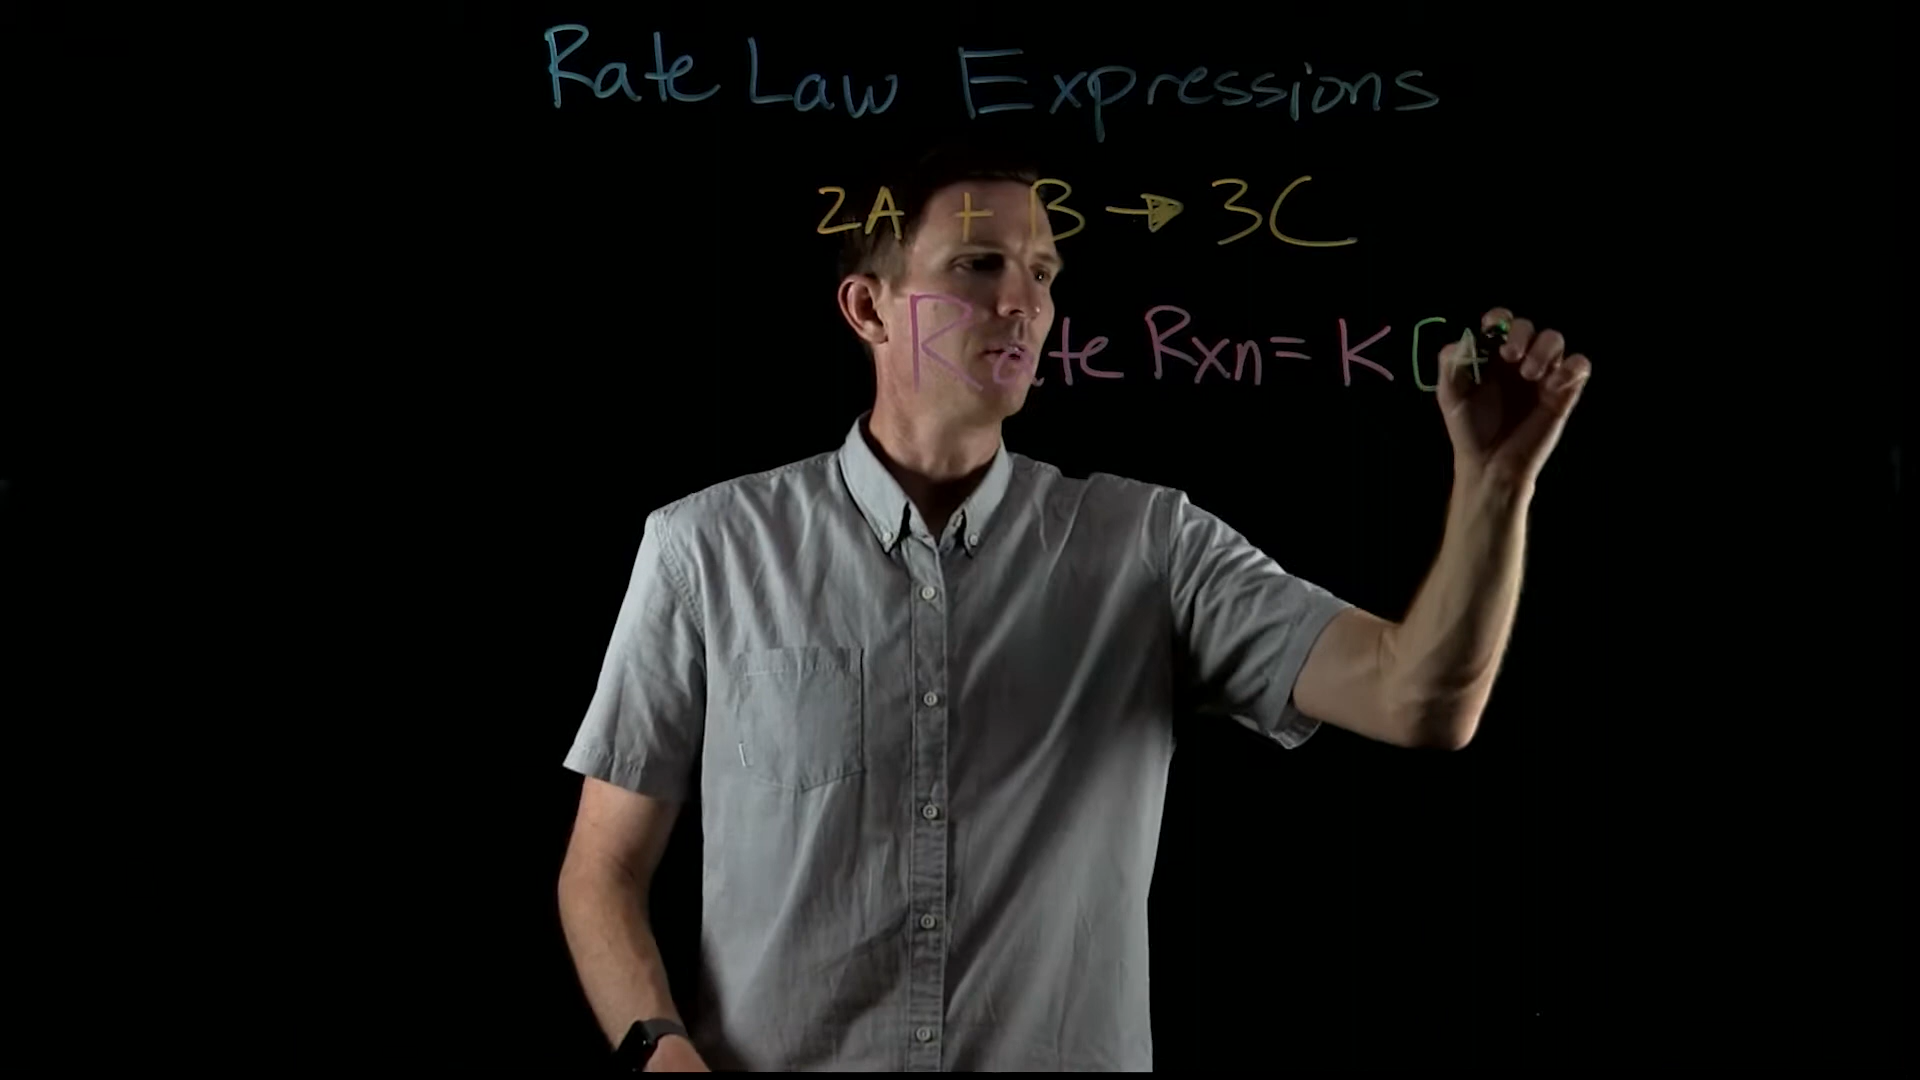 Rate Law Expressions
2A + B → 3C
Rate Rxn = K [A